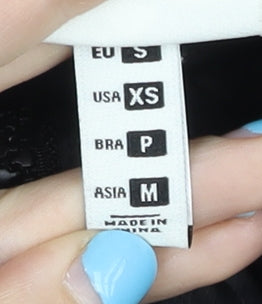 EU S
USA XS
BRA P
ASIA M
MADE IN
CHINA